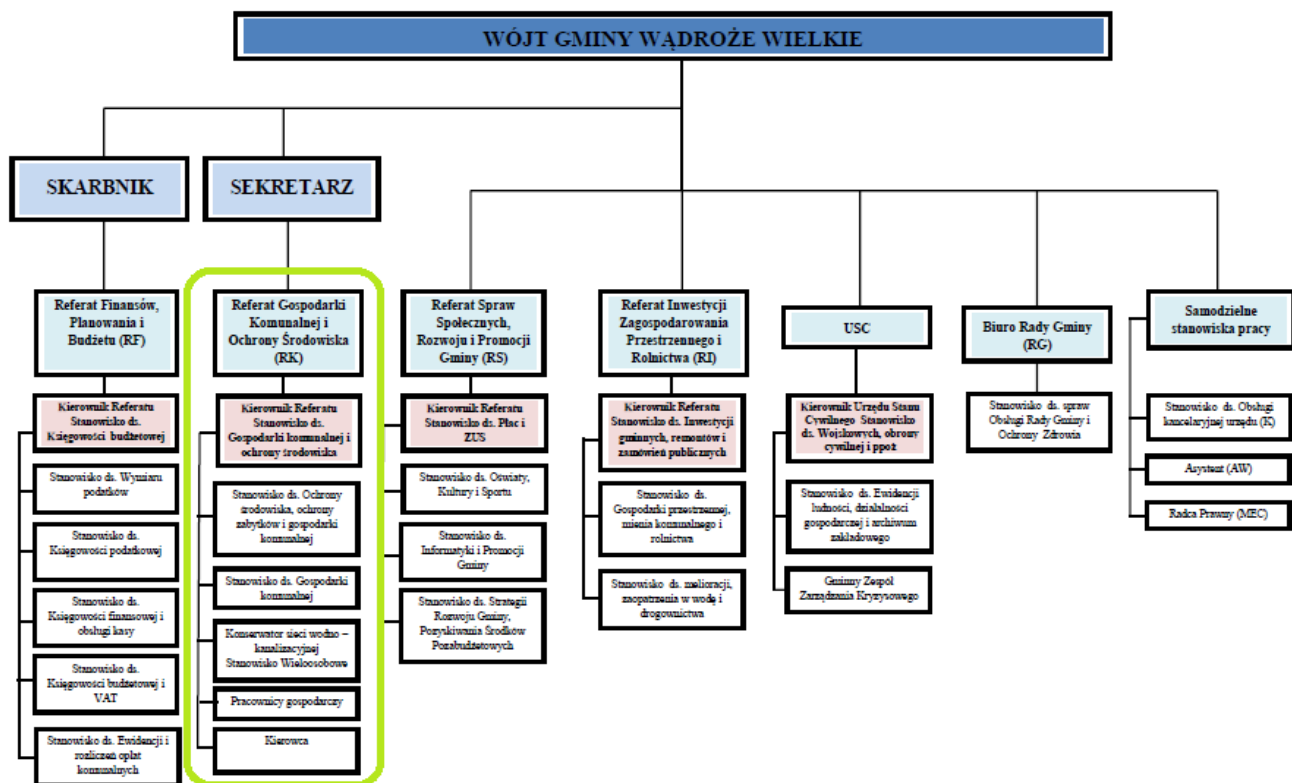 WÓJT GMINY WĄDROŻE WIELKIE
SKARBNIK
SEKRETARZ
Referat Finansów,
Planowania i
Budżetu (RF)
Kierownik Referatu
Stanowisko ds.
Księgowości budżetowej
Stanowisko ds. Wymiaru
podatków
Stanowisko ds.
Księgowości podatkowej
Stanowisko ds.
Księgowości finansowej i
obsługi kasy
Stanowisko ds.
Księgowości budżetowej i
VAT
Stanowisko ds. Ewidencji i
rozliczeń opłat
komunalnych
Referat Gospodarki
Komunalnej i
Ochrony Środowiska
(RK)
Kierownik Referatu
Stanowisko ds.
Gospodarki komunalnej i
ochrony środowiska
Stanowisko ds. Ochrony
środowiska, ochrony
zabytków i gospodarki
komunalnej
Stanowisko ds. Gospodarki
komunalnej
Konserwator sieci wodno –
kanalizacyjnej
Stanowisko Wieloosobowe
Pracownicy gospodarczy
Kierowca
Referat Spraw
Społecznych,
Rozwoju i Promocji
Gminy (RS)
Kierownik Referatu
Stanowisko ds. Płac i
ZUS
Stanowisko ds. Oświaty,
Kultury i Sportu
Stanowisko ds.
Informatyki i Promocji
Gminy
Stanowisko ds. Strategii
Rozwoju Gminy,
Pozyskiwania Środków
Pozabudżetowych
Referat Inwestycji
Zagospodarowania
Przestrzennego i
Rolnictwa (RI)
Kierownik Referatu
Stanowisko ds. Inwestycji
gminnych, remontów i
zamówień publicznych
Stanowisko ds.
Gospodarki przestrzennej,
mienia komunalnego i
rolnictwa
Stanowisko ds. melioracji,
zaopatrzenia w wodę i
drogownictwa
USC
Kierownik Urzędu Stanu
Cywilnego Stanowisko
ds. Wojskowych, obrony
cywilnej i ppoż
Stanowisko ds. Ewidencji
ludności, działalności
gospodarczej i archiwum
zakładowego
Gminny Zespół
Zarządzania Kryzysowego
Biuro Rady Gminy
(RG)
Stanowisko ds. spraw
Obsługi Rady Gminy i
Ochrony Zdrowia
Samodzielne
stanowiska pracy
Stanowisko ds. Obsługi
kancelaryjnej urzędu (K)
Asystent (AW)
Radca Prawny (MEC)